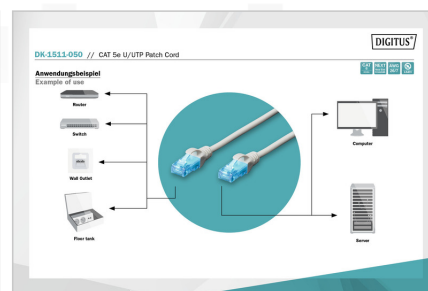 DIGITUS®
DK-1511-050 // CAT 5e U/UTP Patch Cord
Anwendungsbeispiel
Example of use
Router
Switch
Wall Outlet
Floor tank
Computer
Server